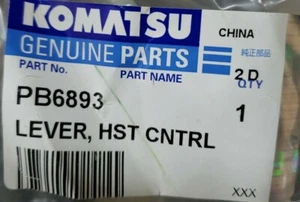 KOMATSU
CHINA
GENUINE PARTS
純正部品
PART No.
PART NAME
2 D
QTY
PB6893
1
LEVER, HST CNTRL
XXX